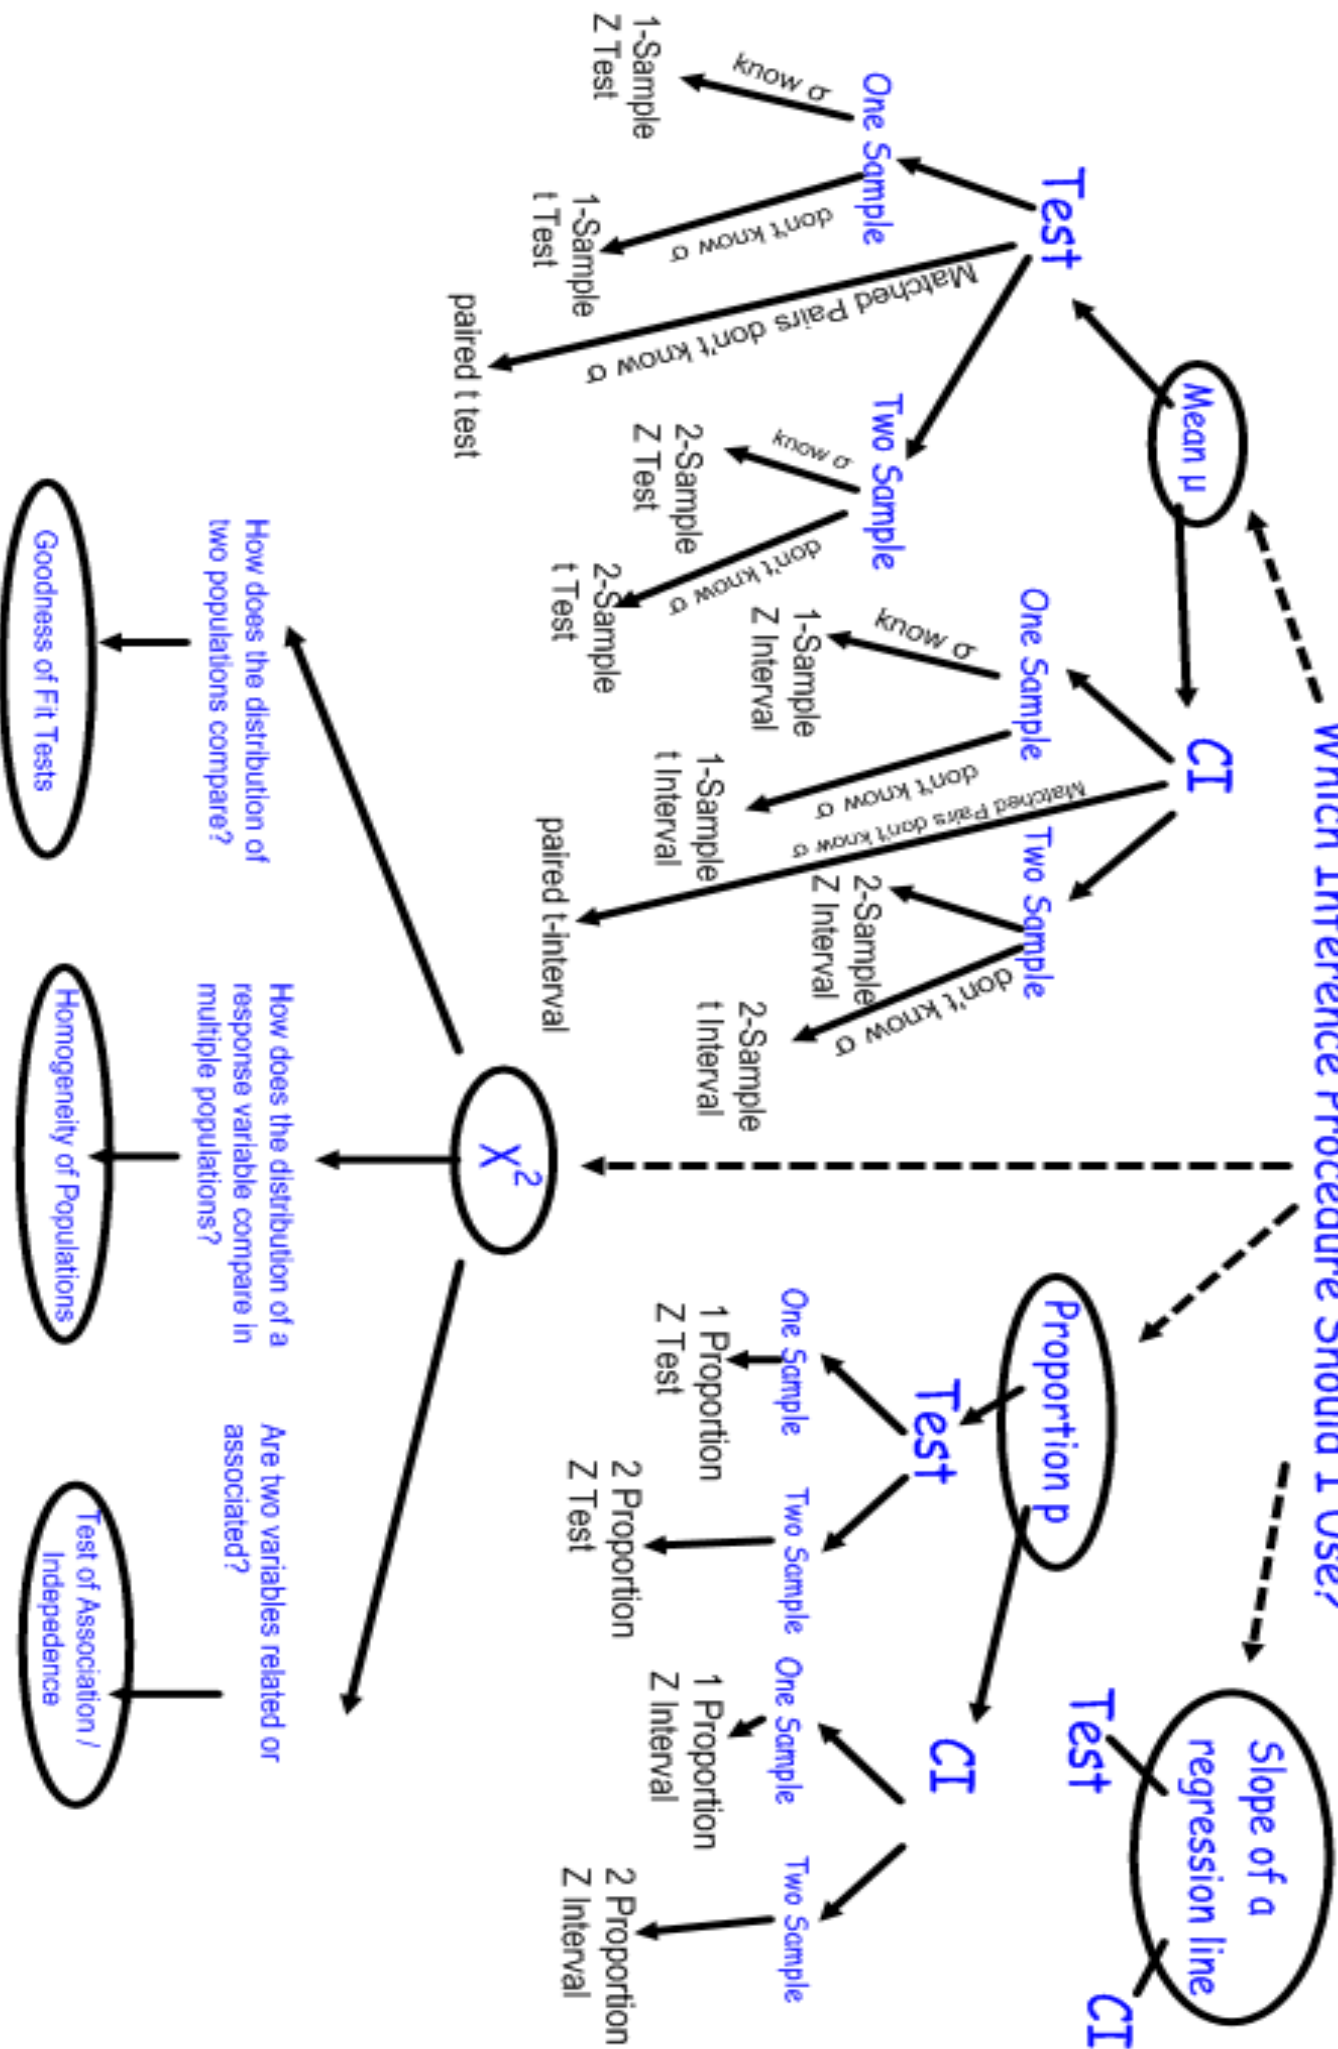 Which Inference Procedure Should I Use?
Mean μ
Test
One Sample
know σ
1-Sample
Z Test
don't know σ
1-Sample
t Test
Matched Pairs don't know σ
paired t test
Two Sample
know σ
2-Sample
Z Test
don't know σ
2-Sample
t Test
CI
One Sample
know σ
1-Sample
Z Interval
don't know σ
1-Sample
t Interval
Matched Pairs don't know σ
paired t-interval
Two Sample
2-Sample
Z Interval
don't know σ
2-Sample
t Interval
Proportion p
Test
One Sample
1 Proportion
Z Test
Two Sample
2 Proportion
Z Test
CI
One Sample
1 Proportion
Z Interval
Two Sample
2 Proportion
Z Interval
Slope of a
regression line
Test
CI
X²
How does the distribution of
two populations compare?
Goodness of Fit Tests
How does the distribution of a
response variable compare in
multiple populations?
Homogeneity of Populations
Are two variables related or
associated?
Test of Association /
Indepedence